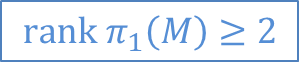 rank π₁(M) ≥ 2